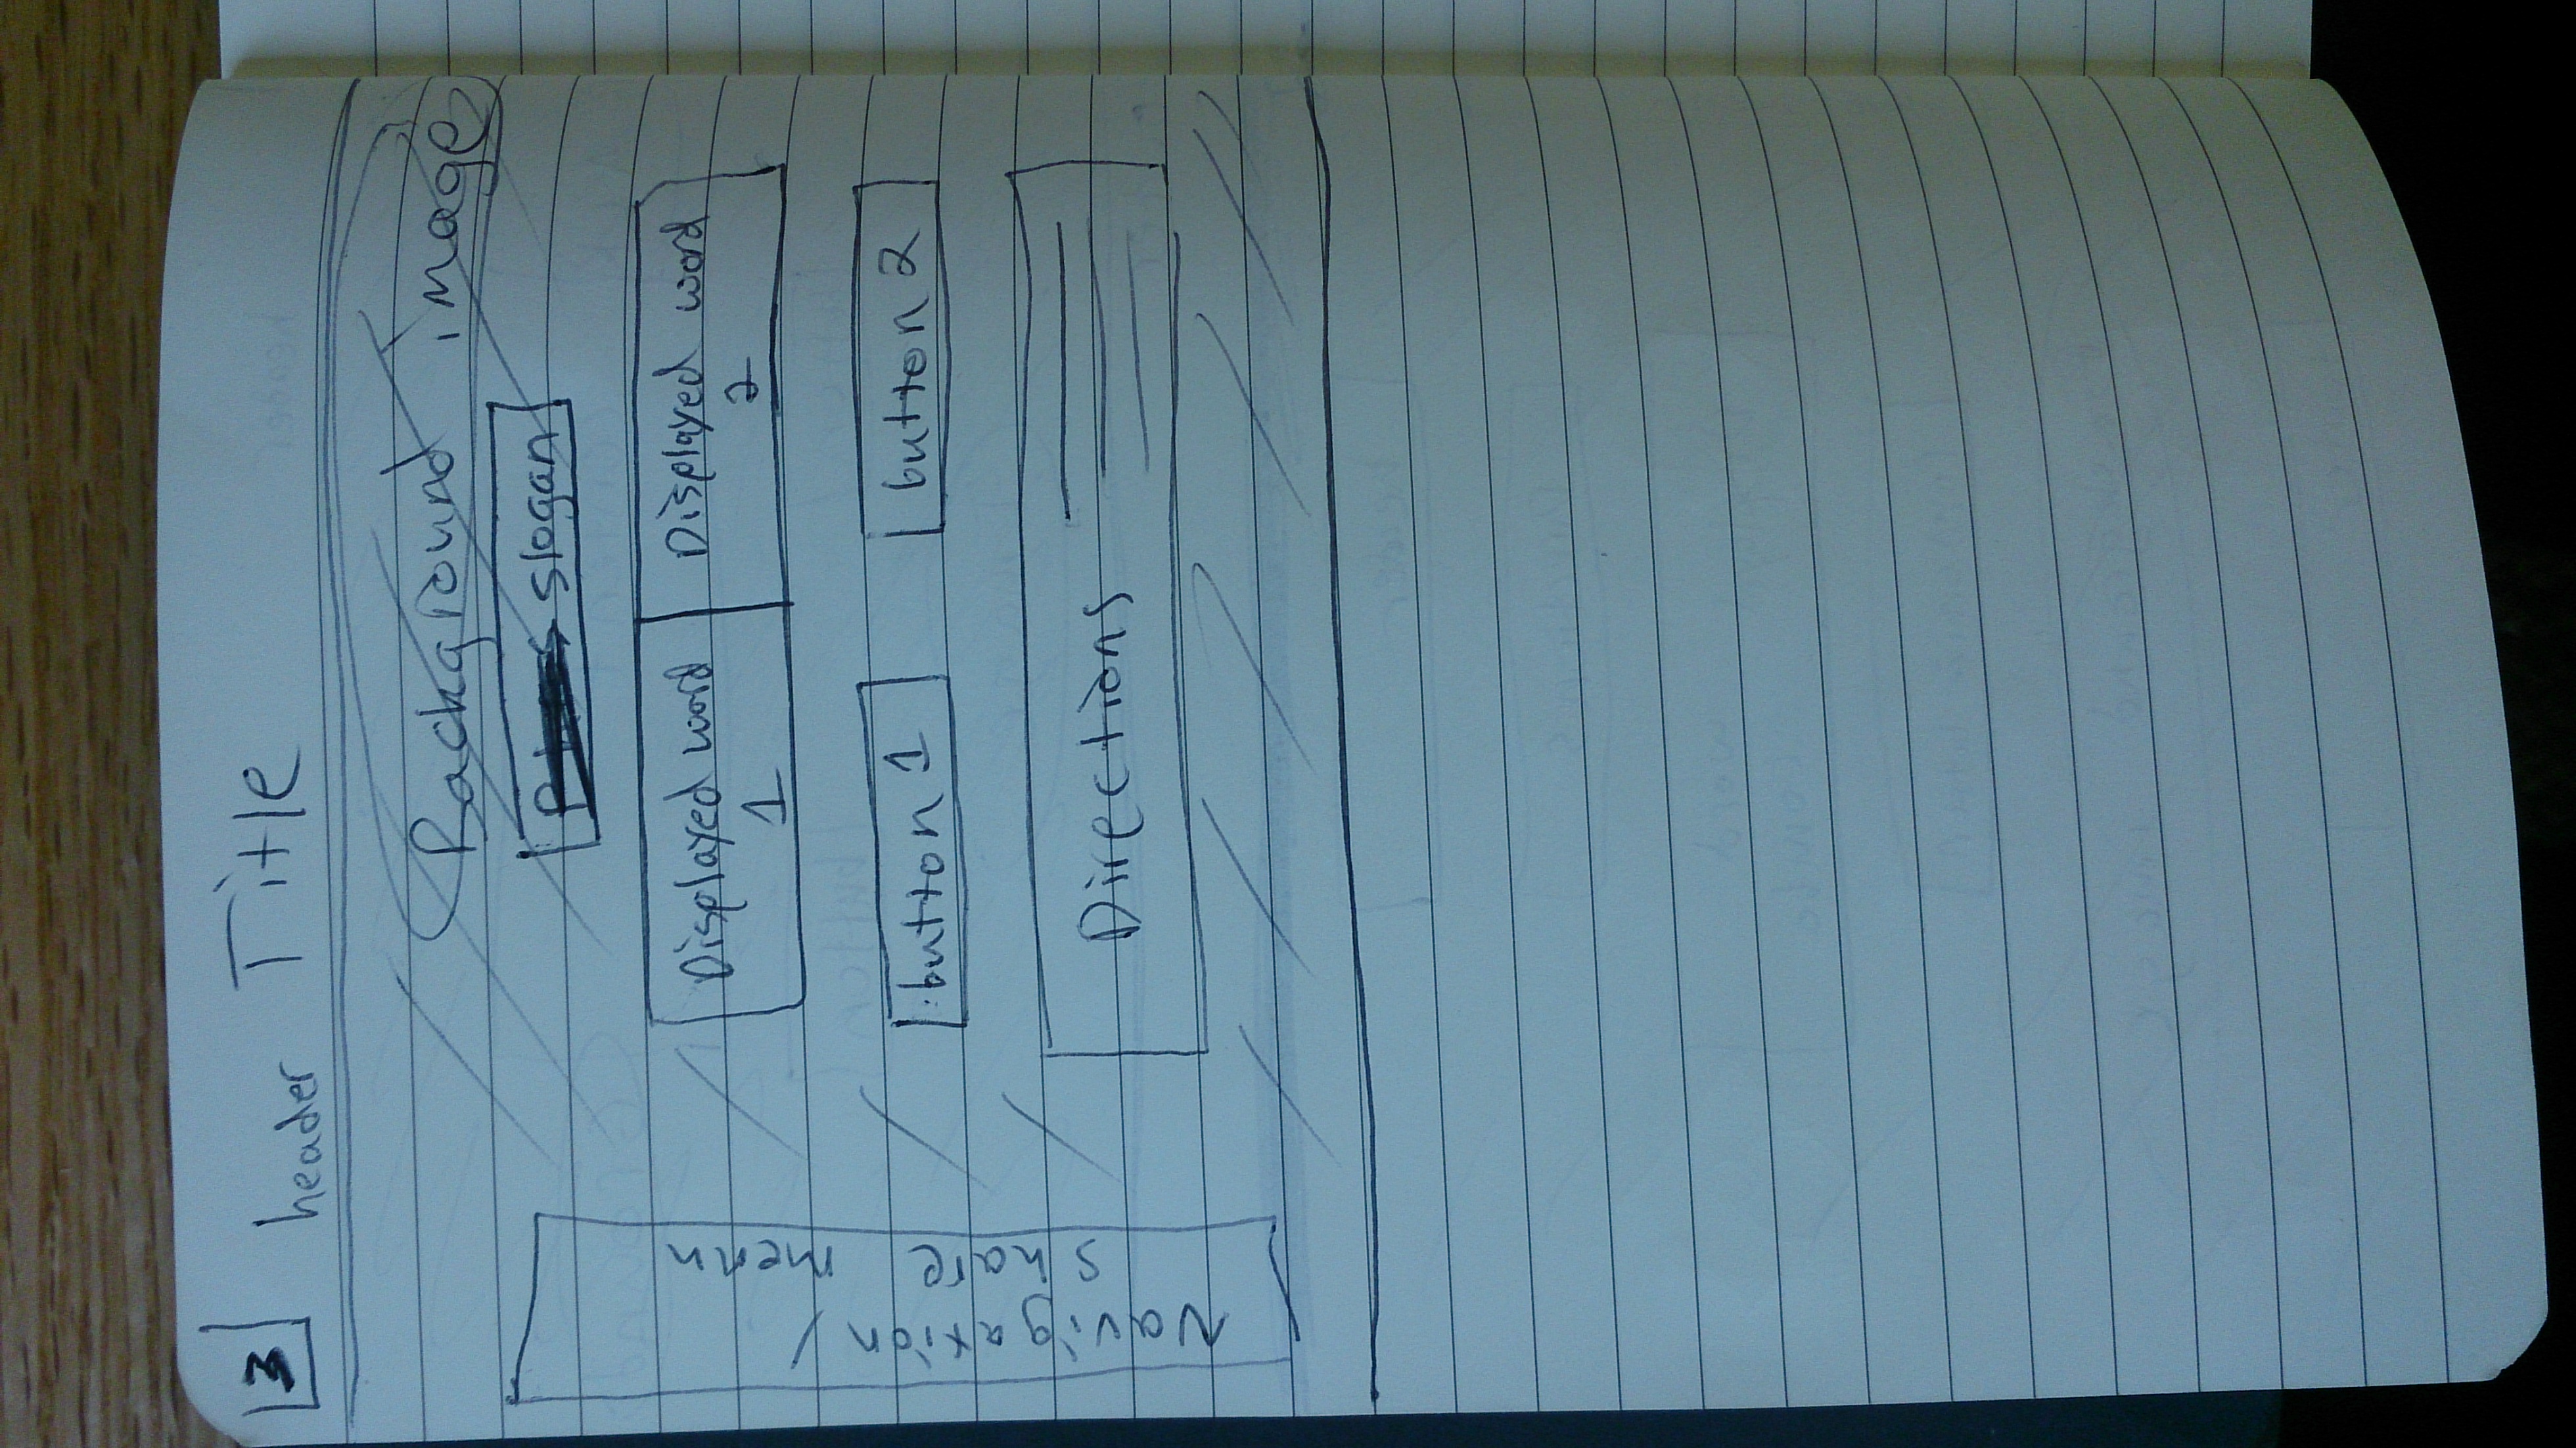 3 header Title
Background image
slogan
Navigation/
share menu
Displayed word
1
Displayed word
2
button 1
button 2
Directions